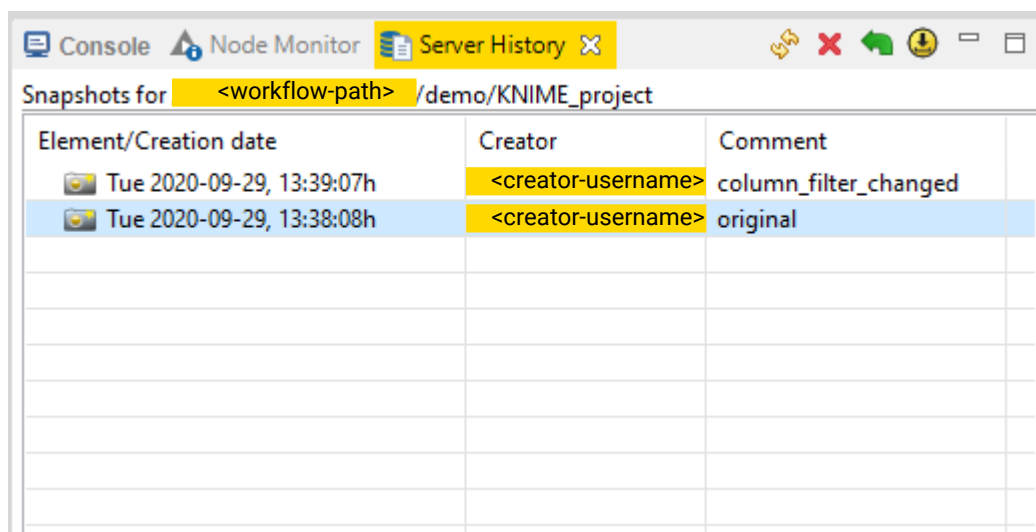 Console Node Monitor Server History
Snapshots for <workflow-path> /demo/KNIME_project
Element/Creation date Creator Comment
Tue 2020-09-29, 13:39:07h <creator-username> column_filter_changed
Tue 2020-09-29, 13:38:08h <creator-username> original